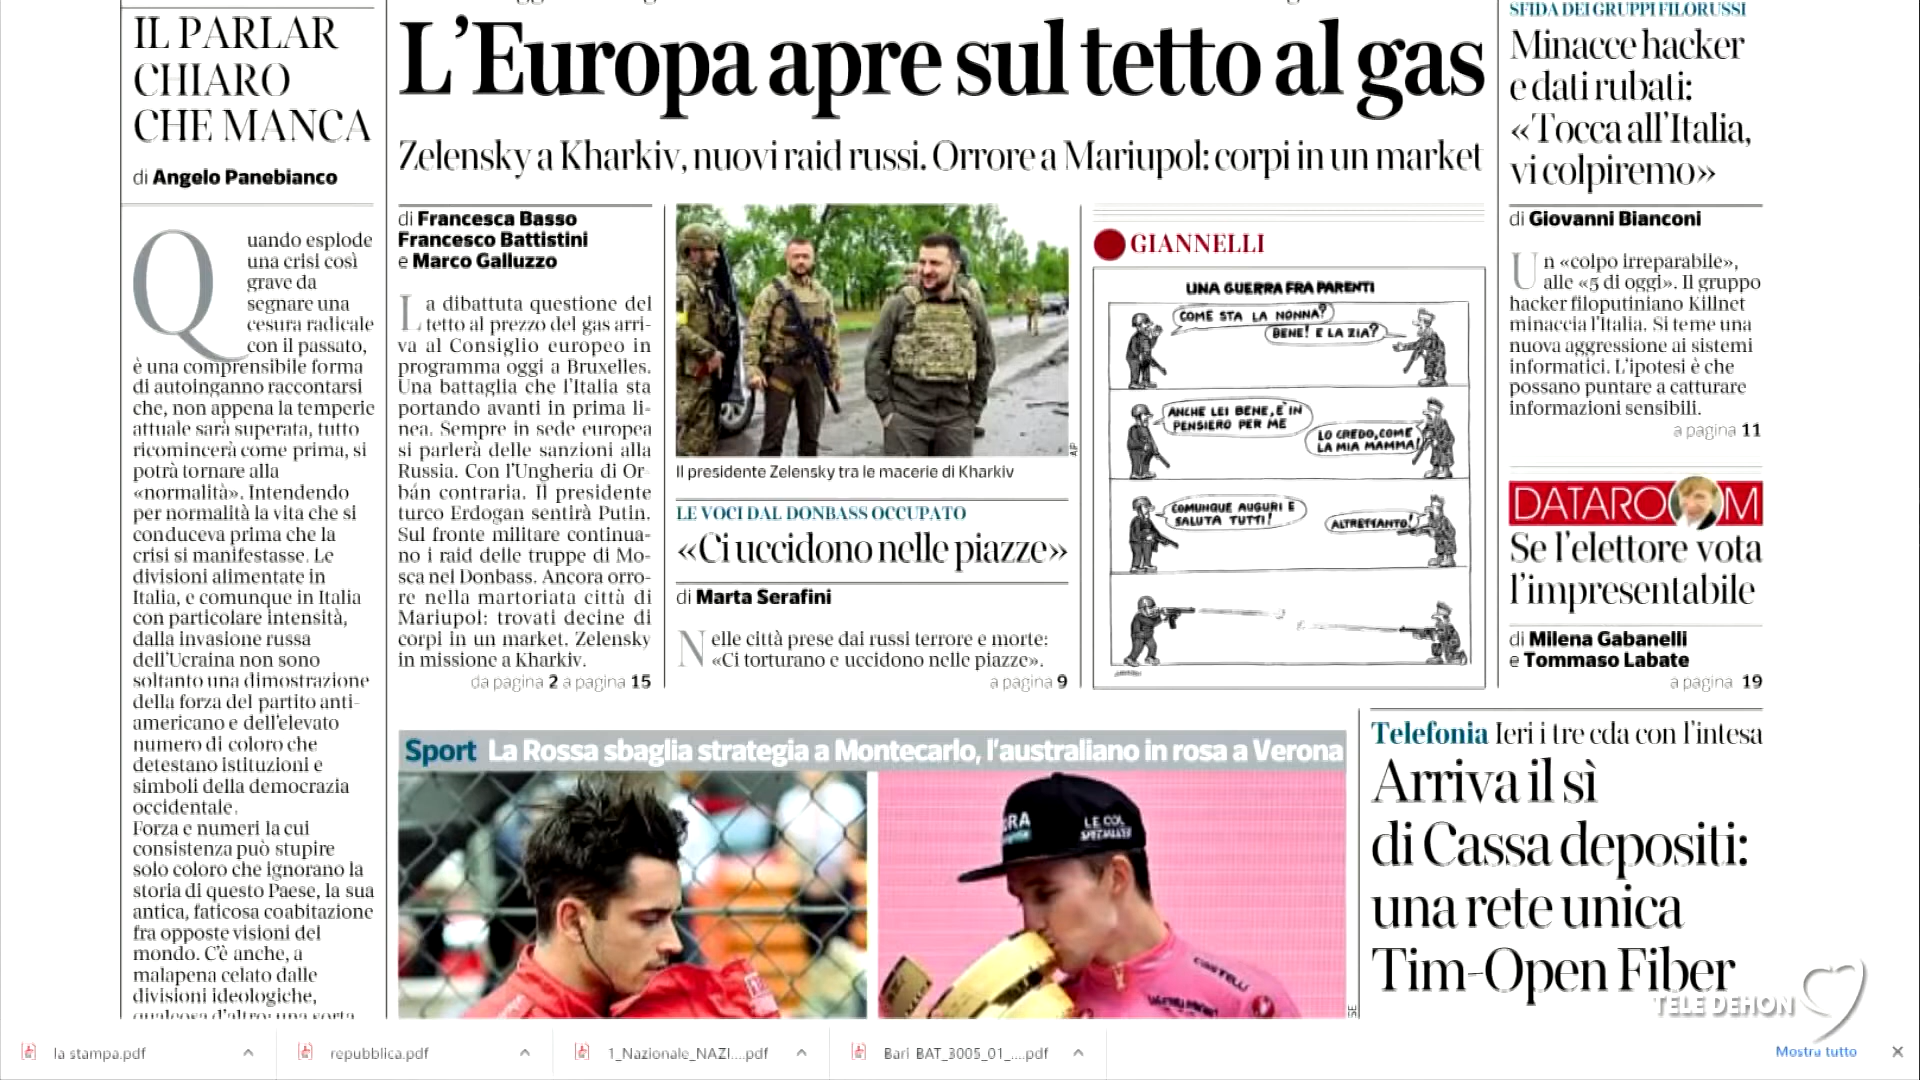 IL PARLAR
CHIARO
CHE MANCA
di Angelo Panebianco
Quando esplode
una crisi così
grave da
segnare una
cesura radicale
con il passato,
è una comprensibile forma
di autoinganno raccontarsi
che, non appena la temperie
attuale sarà superata, tutto
ricomincerà come prima, si
potrà tornare alla
«normalità». Intendendo
per normalità la vita che si
conduceva prima che la
crisi si manifestasse. Le
divisioni alimentate in
Italia, e comunque in Italia
con particolare intensità,
dalla invasione russa
dell'Ucraina non sono
soltanto una dimostrazione
della forza del partito anti-
americano e dell'elevato
numero di coloro che
detestano istituzioni e
simboli della democrazia
occidentale.
Forza e numeri la cui
consistenza può stupire
solo coloro che ignorano la
storia di questo Paese, la sua
antica, faticosa coabitazione
fra opposte visioni del
mondo. C'è anche, a
malapena celato dalle
divisioni ideologiche,
qualcosa d'altro: una sorta
L'Europa apre sul tetto al gas
Zelensky a Kharkiv, nuovi raid russi. Orrore a Mariupol: corpi in un market
di Francesca Basso
Francesco Battistini
e Marco Galluzzo
La dibattuta questione del
tetto al prezzo del gas arri-
va al Consiglio europeo in
programma oggi a Bruxelles.
Una battaglia che l'Italia sta
portando avanti in prima li-
nea. Sempre in sede europea
si parlerà delle sanzioni alla
Russia. Con l'Ungheria di Or-
bán contraria. Il presidente
turco Erdogan sentirà Putin.
Sul fronte militare continua-
no i raid delle truppe di Mo-
sca nel Donbass. Ancora orro-
re nella martoriata città di
Mariupol: trovati decine di
corpi in un market. Zelensky
in missione a Kharkiv.
da pagina 2 a pagina 15
AP
Il presidente Zelensky tra le macerie di Kharkiv
LE VOCI DAL DONBASS OCCUPATO
«Ci uccidono nelle piazze»
di Marta Serafini
Nelle città prese dai russi terrore e morte:
«Ci torturano e uccidono nelle piazze».
a pagina 9
GIANNELLI
UNA GUERRA FRA PARENTI
COME STA LA NONNA?
BENE! E LA ZIA?
ANCHE LEI BENE, È IN
PENSIERO PER ME
LO CREDO, COME
LA MIA MAMMA!
COMUNQUE AUGURI E
SALUTA TUTTI!
ALTRETTANTO!
SFIDA DEI GRUPPI FILORUSSI
Minacce hacker
e dati rubati:
«Tocca all'Italia,
vi colpiremo»
di Giovanni Bianconi
Un «colpo irreparabile»,
alle «5 di oggi». Il gruppo
hacker filoputiniano Killnet
minaccia l'Italia. Si teme una
nuova aggressione ai sistemi
informatici. L'ipotesi è che
possano puntare a catturare
informazioni sensibili.
a pagina 11
DATAROOM
Se l'elettore vota
l'impresentabile
di Milena Gabanelli
e Tommaso Labate
a pagina 19
Sport La Rossa sbaglia strategia a Montecarlo, l'australiano in rosa a Verona
LE COL
SPECIALIZED
CASTELLI
Telefonia Ieri i tre cda con l'intesa
Arriva il sì
di Cassa depositi:
una rete unica
Tim-Open Fiber
TELE DEHON
la stampa.pdf
repubblica.pdf
1_Nazionale_NAZI....pdf
Bari BAT_3005_01_....pdf
Mostra tutto